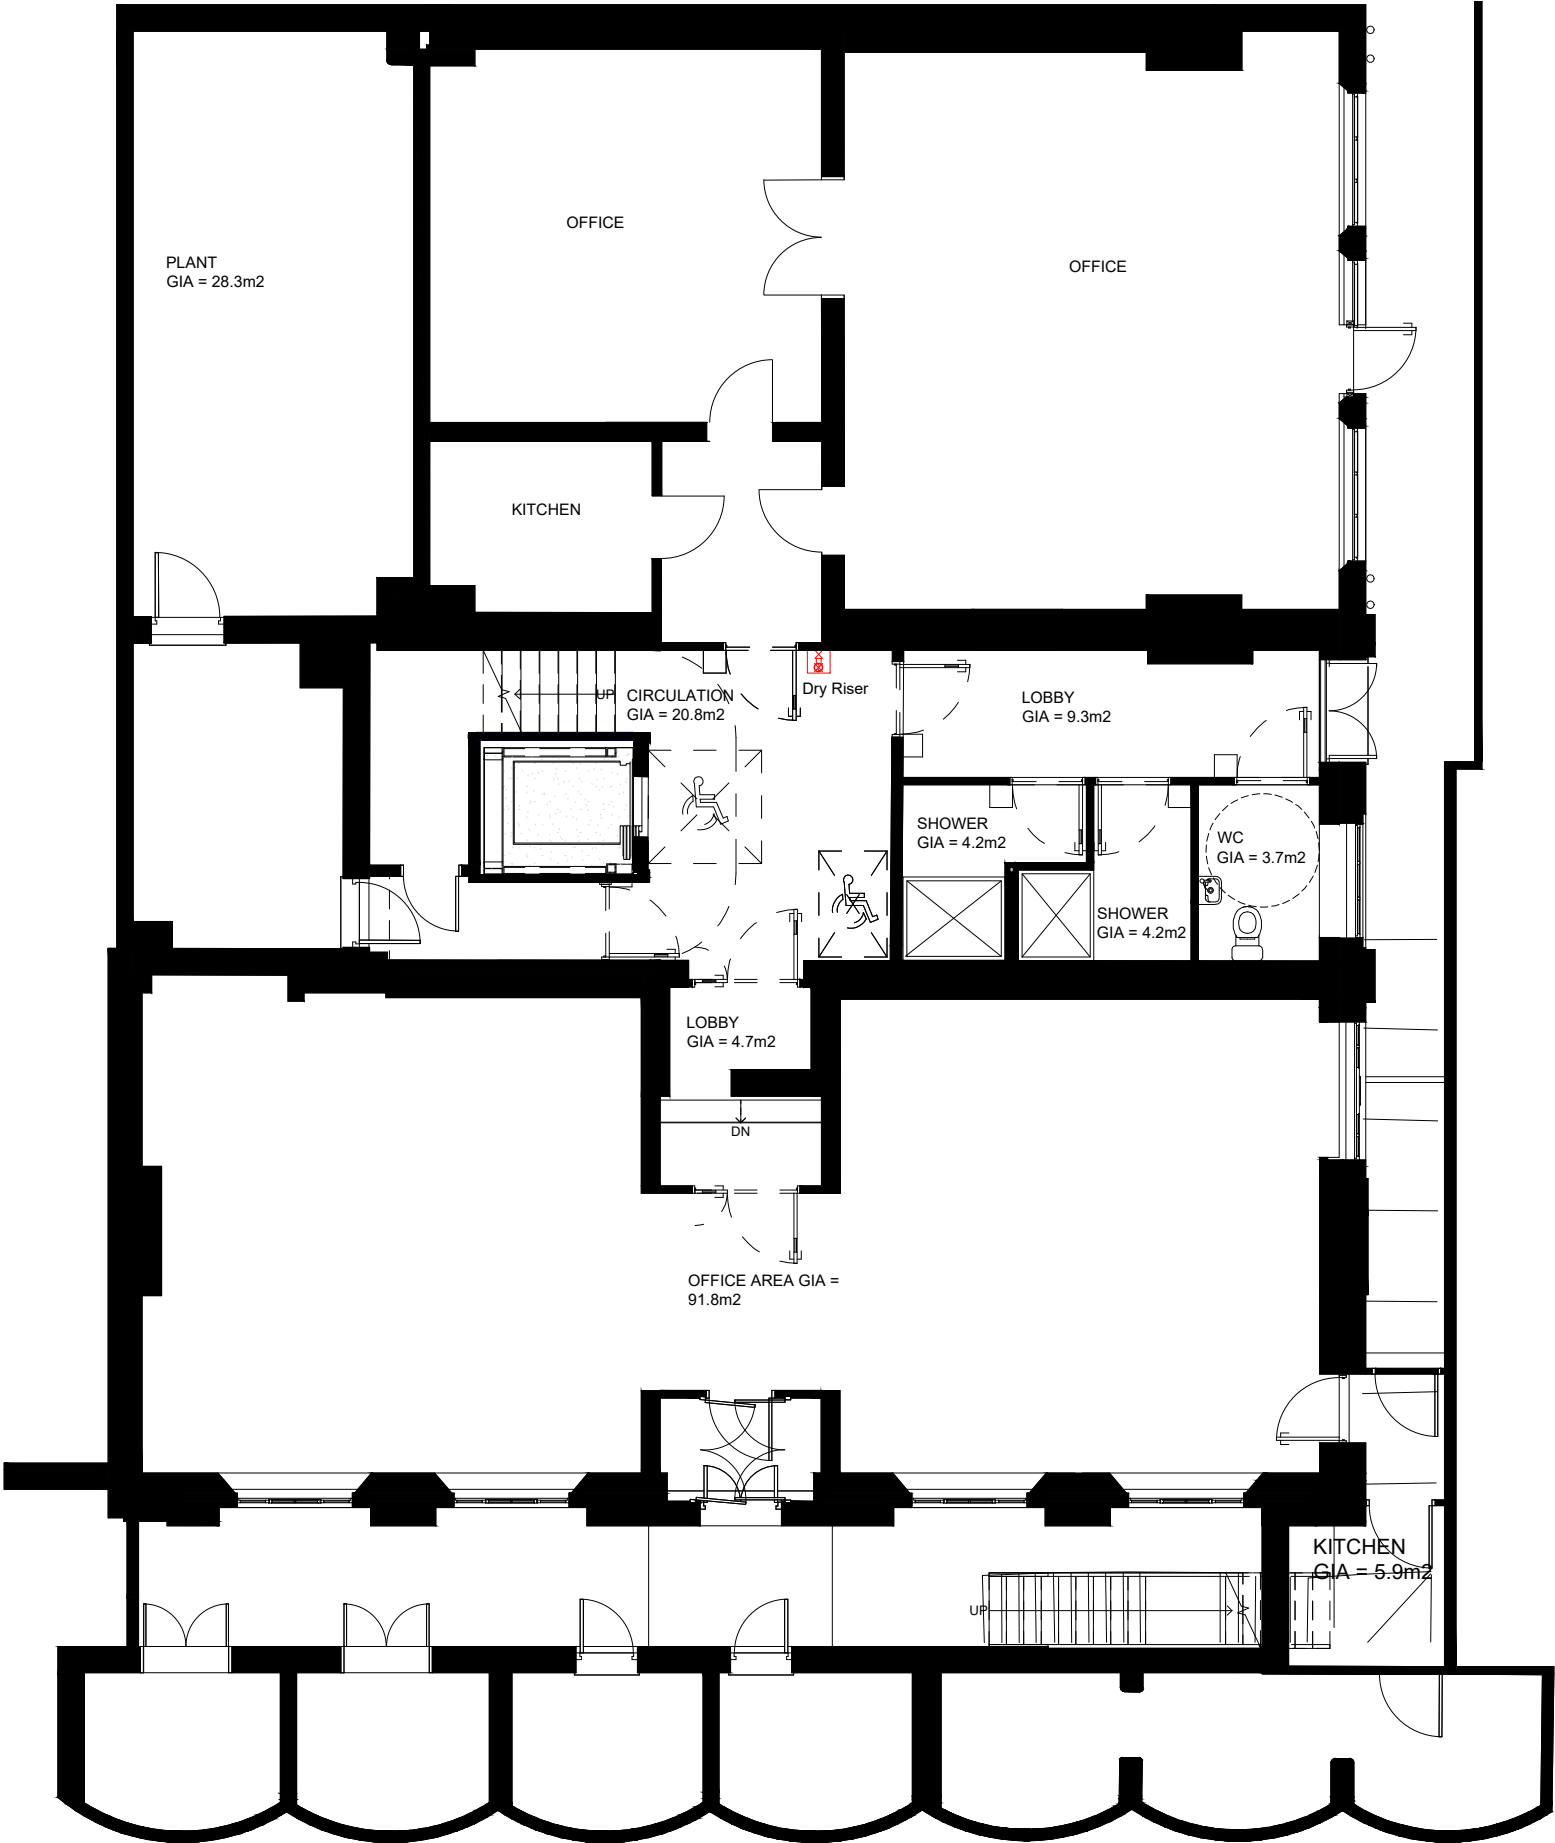 OFFICE
PLANT
GIA = 28.3m2
OFFICE
KITCHEN
UP
CIRCULATION
GIA = 20.8m2
Dry Riser
LOBBY
GIA = 9.3m2
SHOWER
GIA = 4.2m2
WC
GIA = 3.7m2
SHOWER
GIA = 4.2m2
LOBBY
GIA = 4.7m2
DN
OFFICE AREA GIA =
91.8m2
KITCHEN
GIA = 5.9m2
UP